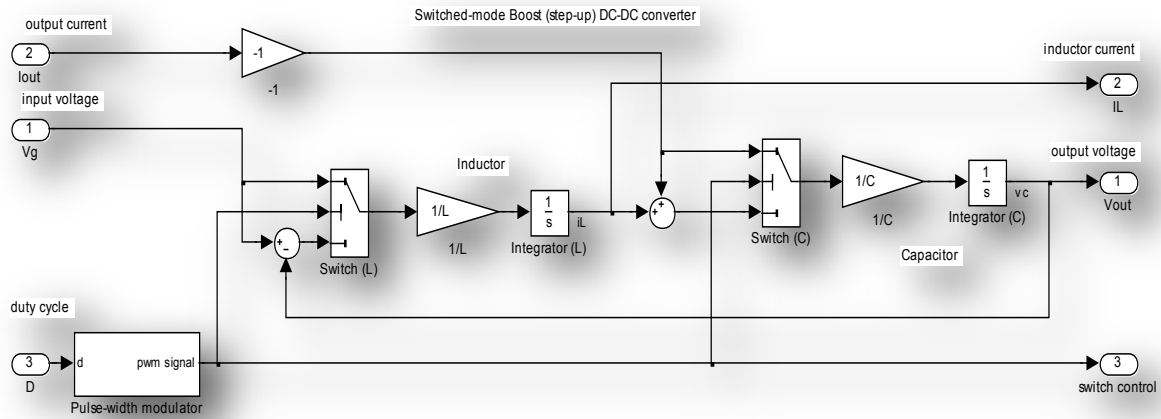 Switched-mode Boost (step-up) DC-DC converter
output current
2
Iout
-1
-1
inductor current
2
IL
input voltage
1
Vg
Inductor
output voltage
1
Vout
Switch (L)
1/L
1/L
1
s
Integrator (L)
iL
+
-
+
+
Switch (C)
1/C
1/C
1
s
Integrator (C)
vc
Capacitor
duty cycle
3
D
d
pwm signal
Pulse-width modulator
3
switch control